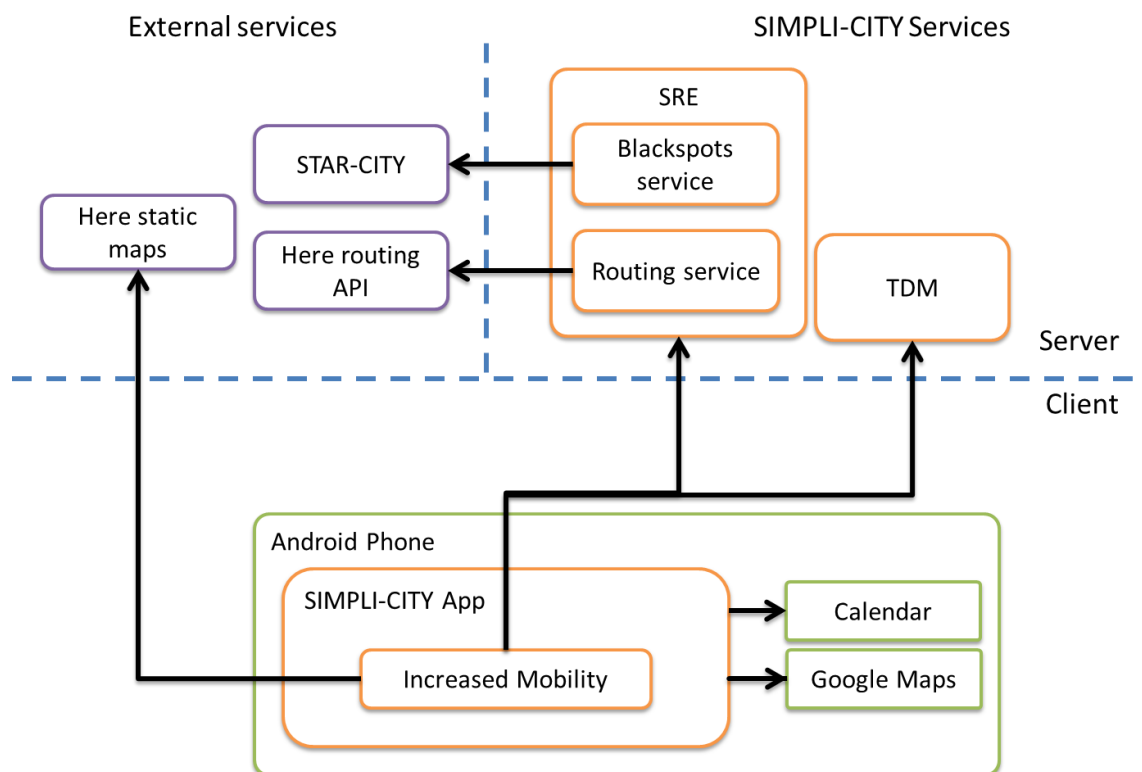 External services
SIMPLI-CITY Services
SRE
STAR-CITY
Blackspots
service
Here static
maps
Here routing
API
Routing service
TDM
Server
Client
Android Phone
SIMPLI-CITY App
Calendar
Increased Mobility
Google Maps